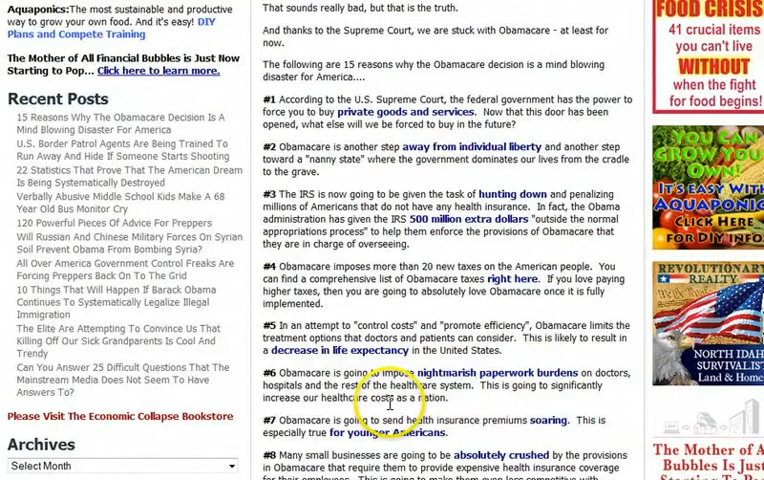 Aquaponics:The most sustainable and productive
way to grow your own food. And it's easy! DIY
Plans and Compete Training
The Mother of All Financial Bubbles is Just Now
Starting to Pop... Click here to learn more.
Recent Posts
15 Reasons Why The Obamacare Decision Is A
Mind Blowing Disaster For America
U.S. Border Patrol Agents Are Being Trained To
Run Away And Hide If Someone Starts Shooting
22 Statistics That Prove That The American Dream
Is Being Systematically Destroyed
Verbally Abusive Middle School Kids Make A 68
Year Old Bus Monitor Cry
120 Powerful Pieces Of Advice For Preppers
Will Russian And Chinese Military Forces On Syrian
Soil Prevent Obama From Bombing Syria?
All Over America Government Control Freaks Are
Forcing Preppers Back On To The Grid
10 Things That Will Happen If Barack Obama
Continues To Systematically Legalize Illegal
Immigration
The Elite Are Attempting To Convince Us That
Killing Off Our Sick Grandparents Is Cool And
Trendy
Can You Answer 25 Difficult Questions That The
Mainstream Media Does Not Seem To Have
Answers To?
Please Visit The Economic Collapse Bookstore
Archives
Select Month
That sounds really bad, but that is the truth.
And thanks to the Supreme Court, we are stuck with Obamacare - at least for
now.
The following are 15 reasons why the Obamacare decision is a mind blowing
disaster for America....
#1 According to the U.S. Supreme Court, the federal government has the power to
force you to buy private goods and services. Now that this door has been
opened, what else will we be forced to buy in the future?
#2 Obamacare is another step away from individual liberty and another step
toward a "nanny state" where the government dominates our lives from the cradle
to the grave.
#3 The IRS is now going to be given the task of hunting down and penalizing
millions of Americans that do not have any health insurance. In fact, the Obama
administration has given the IRS 500 million extra dollars "outside the normal
appropriations process" to help them enforce the provisions of Obamacare that
they are in charge of overseeing.
#4 Obamacare imposes more than 20 new taxes on the American people. You
can find a comprehensive list of Obamacare taxes right here. If you love paying
higher taxes, then you are going to absolutely love Obamacare once it is fully
implemented.
#5 In an attempt to "control costs" and "promote efficiency", Obamacare limits the
treatment options that doctors and patients can consider. This is likely to result in
a decrease in life expectancy in the United States.
#6 Obamacare is going to impose nightmarish paperwork burdens on doctors,
hospitals and the rest of the healthcare system. This is going to significantly
increase our healthcare costs as a nation.
#7 Obamacare is going to send health insurance premiums soaring. This is
especially true for younger Americans.
#8 Many small businesses are going to be absolutely crushed by the provisions
in Obamacare that require them to provide expensive health insurance coverage
for their employees. This is going to make them even less competitive with
FOOD CRISIS
41 crucial items
you can't live
WITHOUT
when the fight
for food begins!
YOU CAN
GROW YOUR
OWN!
IT'S EASY WITH
AQUAPONICS
CLICK HERE
FOR DIY INFO
REVOLUTIONARY
REALTY
We the People
NORTH IDAHO
SURVIVALIST
Land & Home
The Mother of A
Bubbles is Just
Starting To Pop